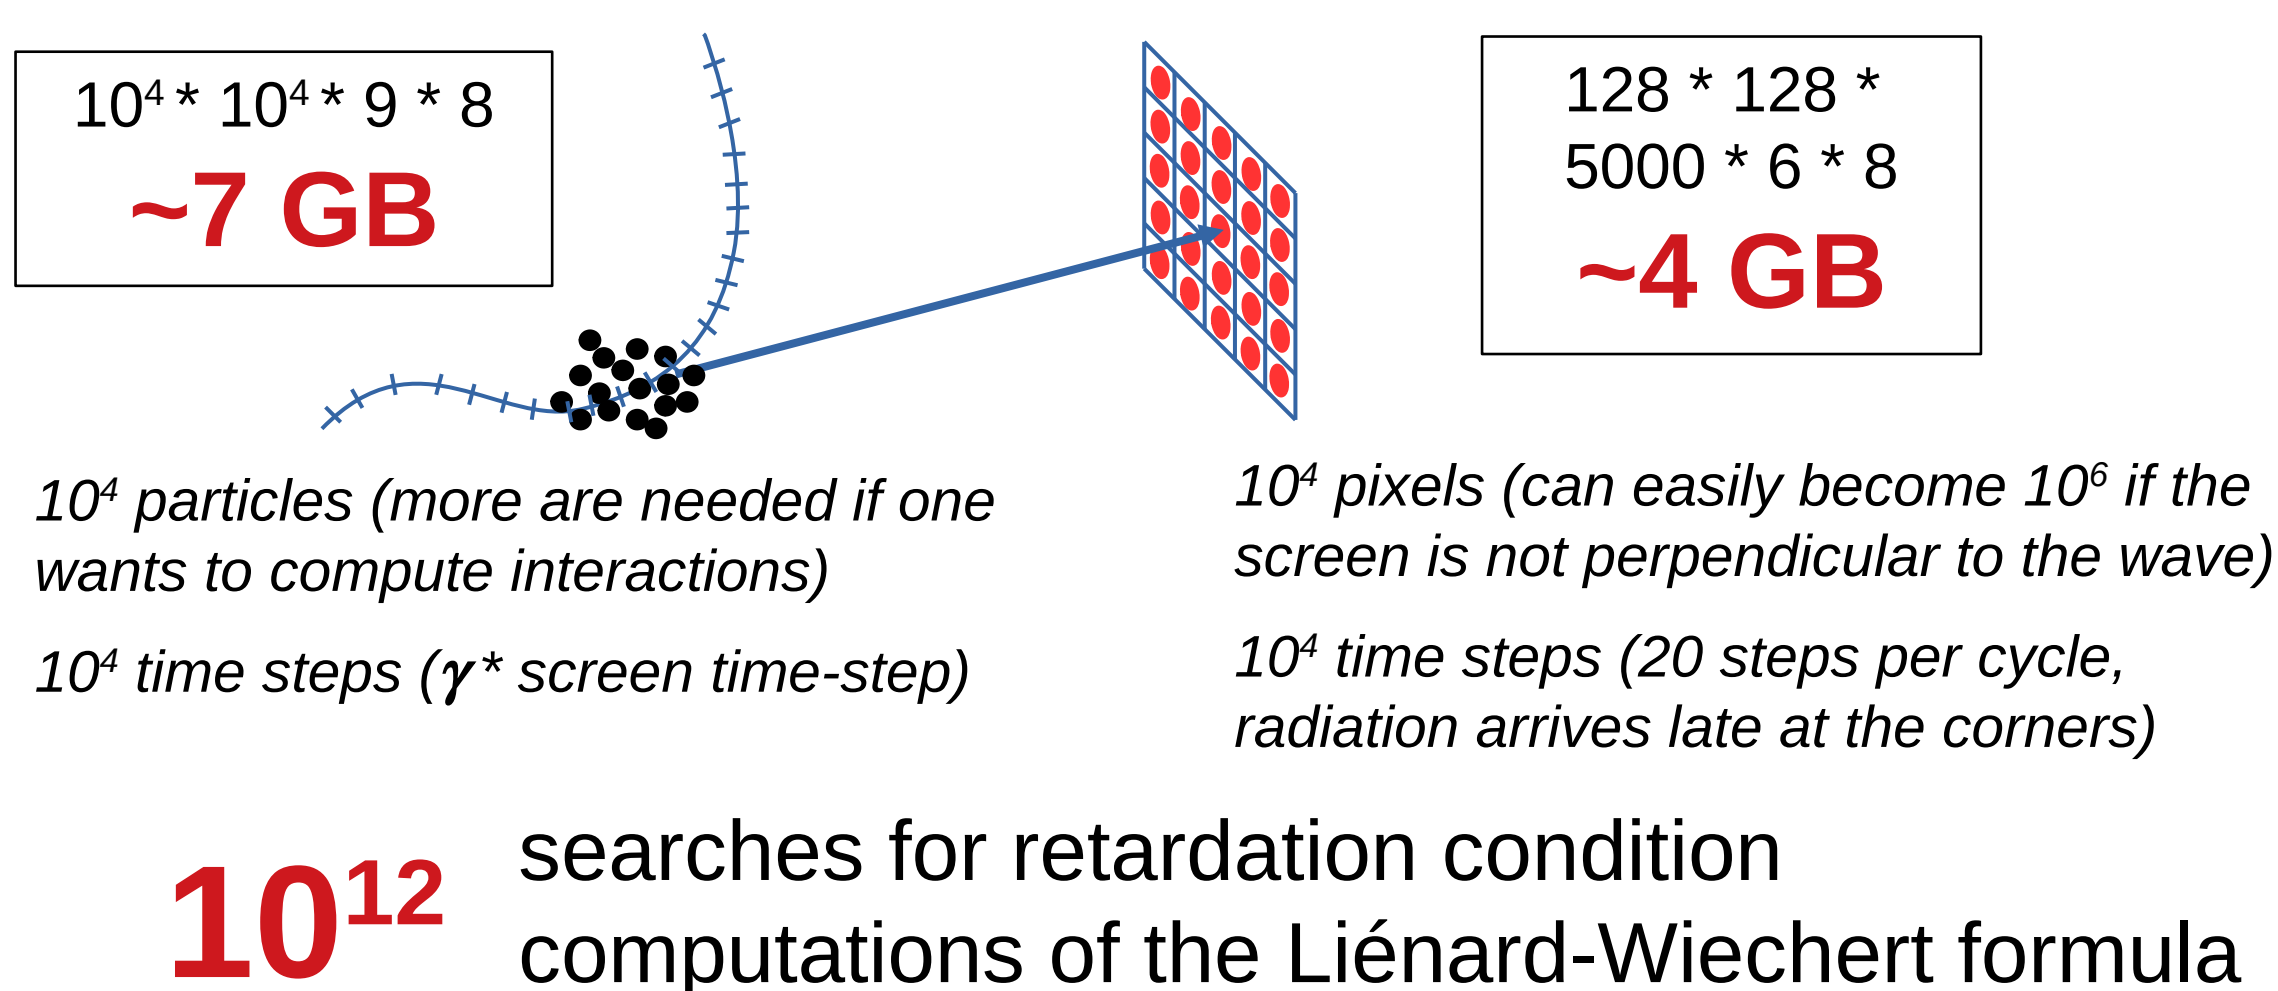 10⁴ * 10⁴ * 9 * 8
~7 GB
128 * 128 *
5000 * 6 * 8
~4 GB
10⁴ particles (more are needed if one
wants to compute interactions)
10⁴ time steps (γ * screen time-step)
10⁴ pixels (can easily become 10⁶ if the
screen is not perpendicular to the wave)
10⁴ time steps (20 steps per cycle,
radiation arrives late at the corners)
10¹²
searches for retardation condition
computations of the Liénard-Wiechert formula